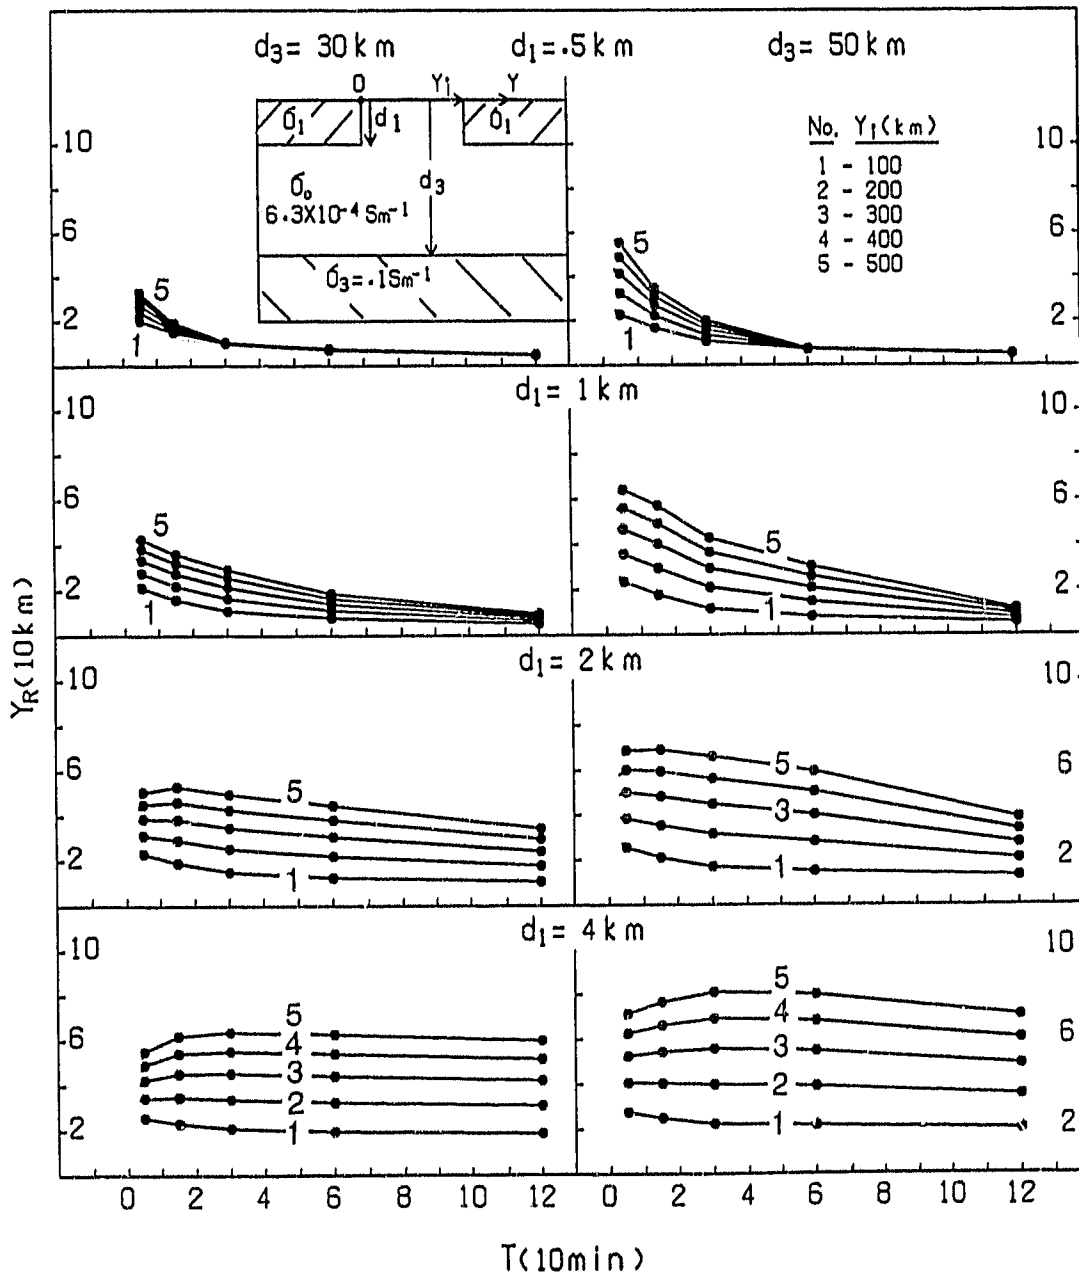 d₃= 30 km d₁=.5km d₃= 50 km
O Y₁ Y
σ₁ d₁ σ₁
d₃
σ₀
6.3X10⁻⁴ Sm⁻¹
σ₃=.1Sm⁻¹
No. Y₁(km)
1 - 100
2 - 200
3 - 300
4 - 400
5 - 500
10 10
6 6
2 2
5 1
5 1
d₁= 1 km
10 10
6 6
2 2
5 1
5 1
d₁= 2 km
10 10
6 6
2 2
5 1
5 3 1
d₁= 4 km
10 10
6 6
2 2
5 4 3 2 1
5 4 3 2 1
Y_R(10km)
0 2 4 6 8 10 12 0 2 4 6 8 10 12
T(10min)